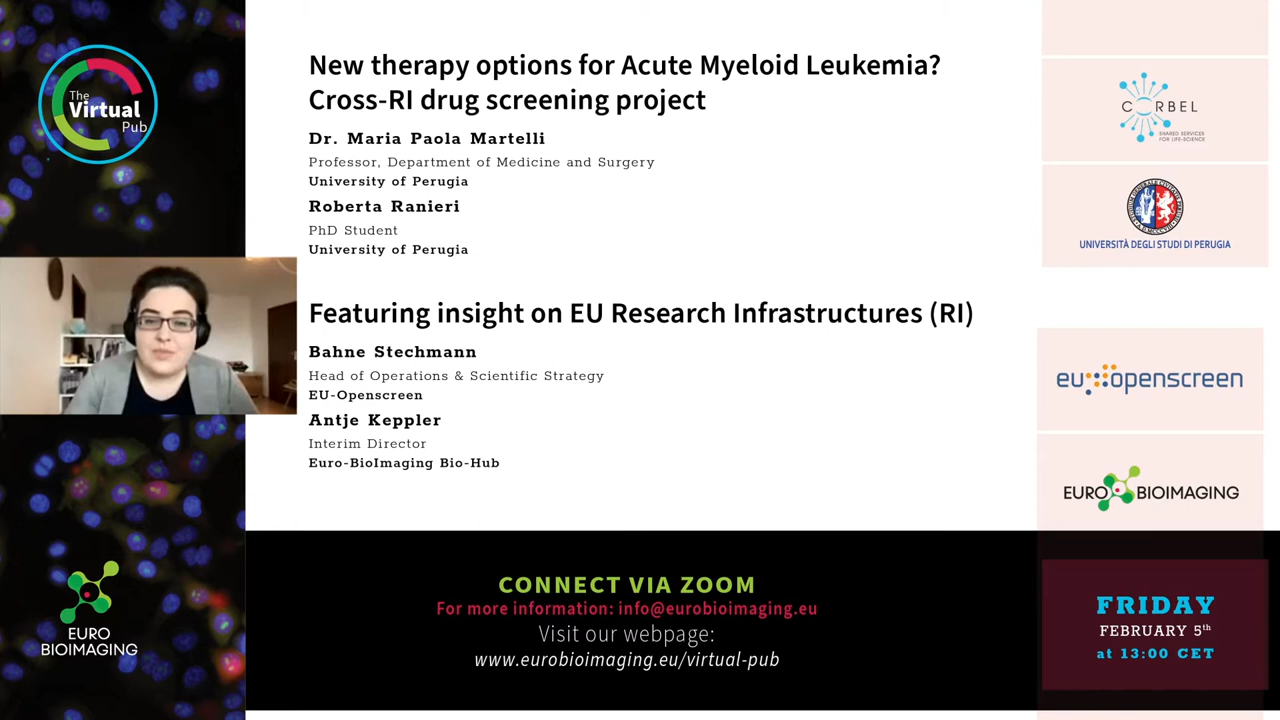 The
Virtual
Pub
New therapy options for Acute Myeloid Leukemia?
Cross-RI drug screening project
Dr. Maria Paola Martelli
Professor, Department of Medicine and Surgery
University of Perugia
Roberta Ranieri
PhD Student
University of Perugia
Featuring insight on EU Research Infrastructures (RI)
Bahne Stechmann
Head of Operations & Scientific Strategy
EU-Openscreen
Antje Keppler
Interim Director
Euro-BioImaging Bio-Hub
CORBEL
SHARED SERVICES
FOR LIFE-SCIENCE
UNIVERSITÀ DEGLI STUDI DI PERUGIA
eu openscreen
EURO BIOIMAGING
EURO
BIOIMAGING
CONNECT VIA ZOOM
For more information: info@eurobioimaging.eu
Visit our webpage:
www.eurobioimaging.eu/virtual-pub
FRIDAY
FEBRUARY 5th
at 13:00 CET